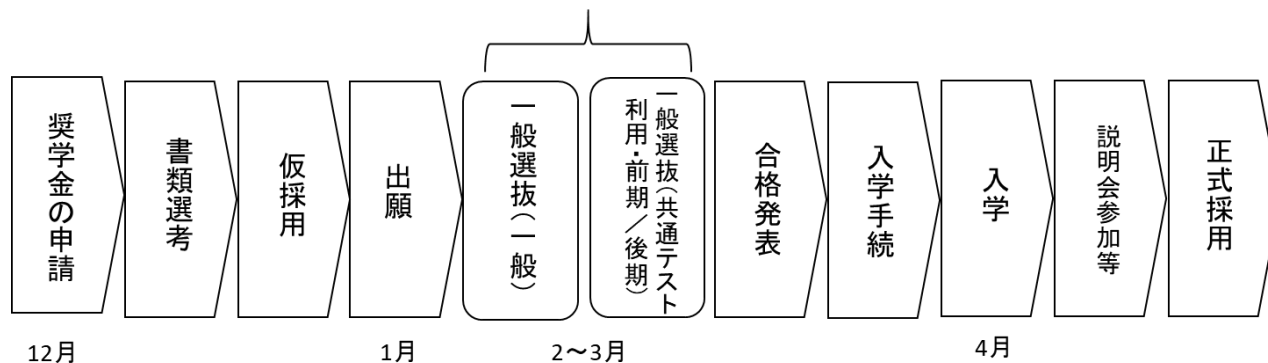 奨学金の申請
書類選考
仮採用
出願
一般選抜(一般)
一般選抜(共通テスト
利用・前期/後期)
合格発表
入学手続
入学
説明会参加等
正式採用
12月
1月
2～3月
4月